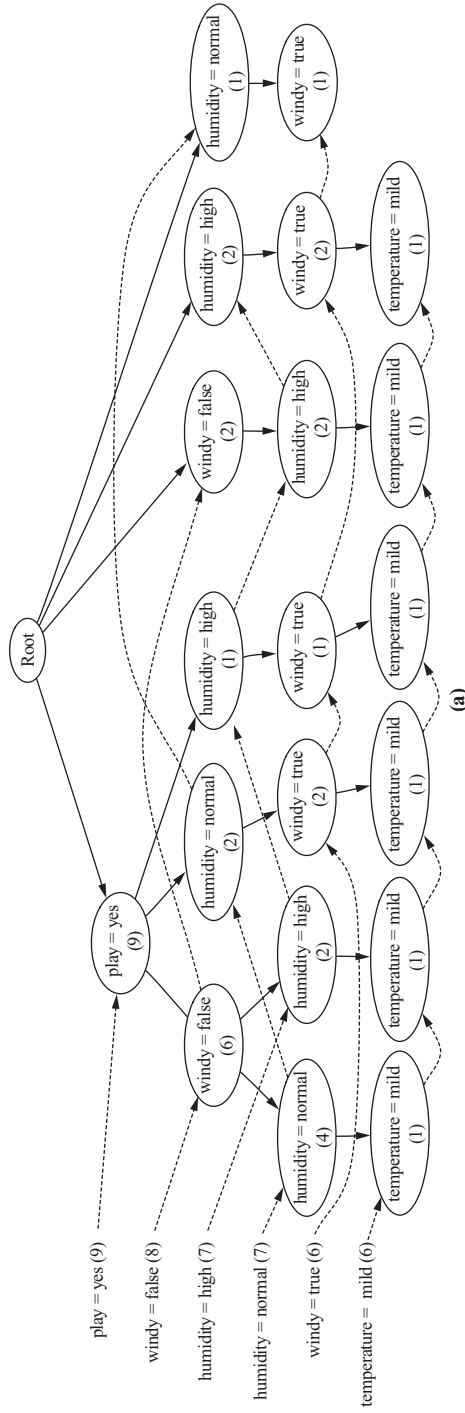 Root
play = yes
(9)
windy = false
(6)
humidity = normal
(2)
humidity = high
(1)
windy = false
(2)
humidity = high
(2)
humidity = normal
(1)
humidity = normal
(4)
humidity = high
(2)
windy = true
(2)
windy = true
(1)
humidity = high
(2)
windy = true
(2)
windy = true
(1)
temperature = mild
(1)
temperature = mild
(1)
temperature = mild
(1)
temperature = mild
(1)
temperature = mild
(1)
temperature = mild
(1)
play = yes (9)
windy = false (8)
humidity = high (7)
humidity = normal (7)
windy = true (6)
temperature = mild (6)
(a)